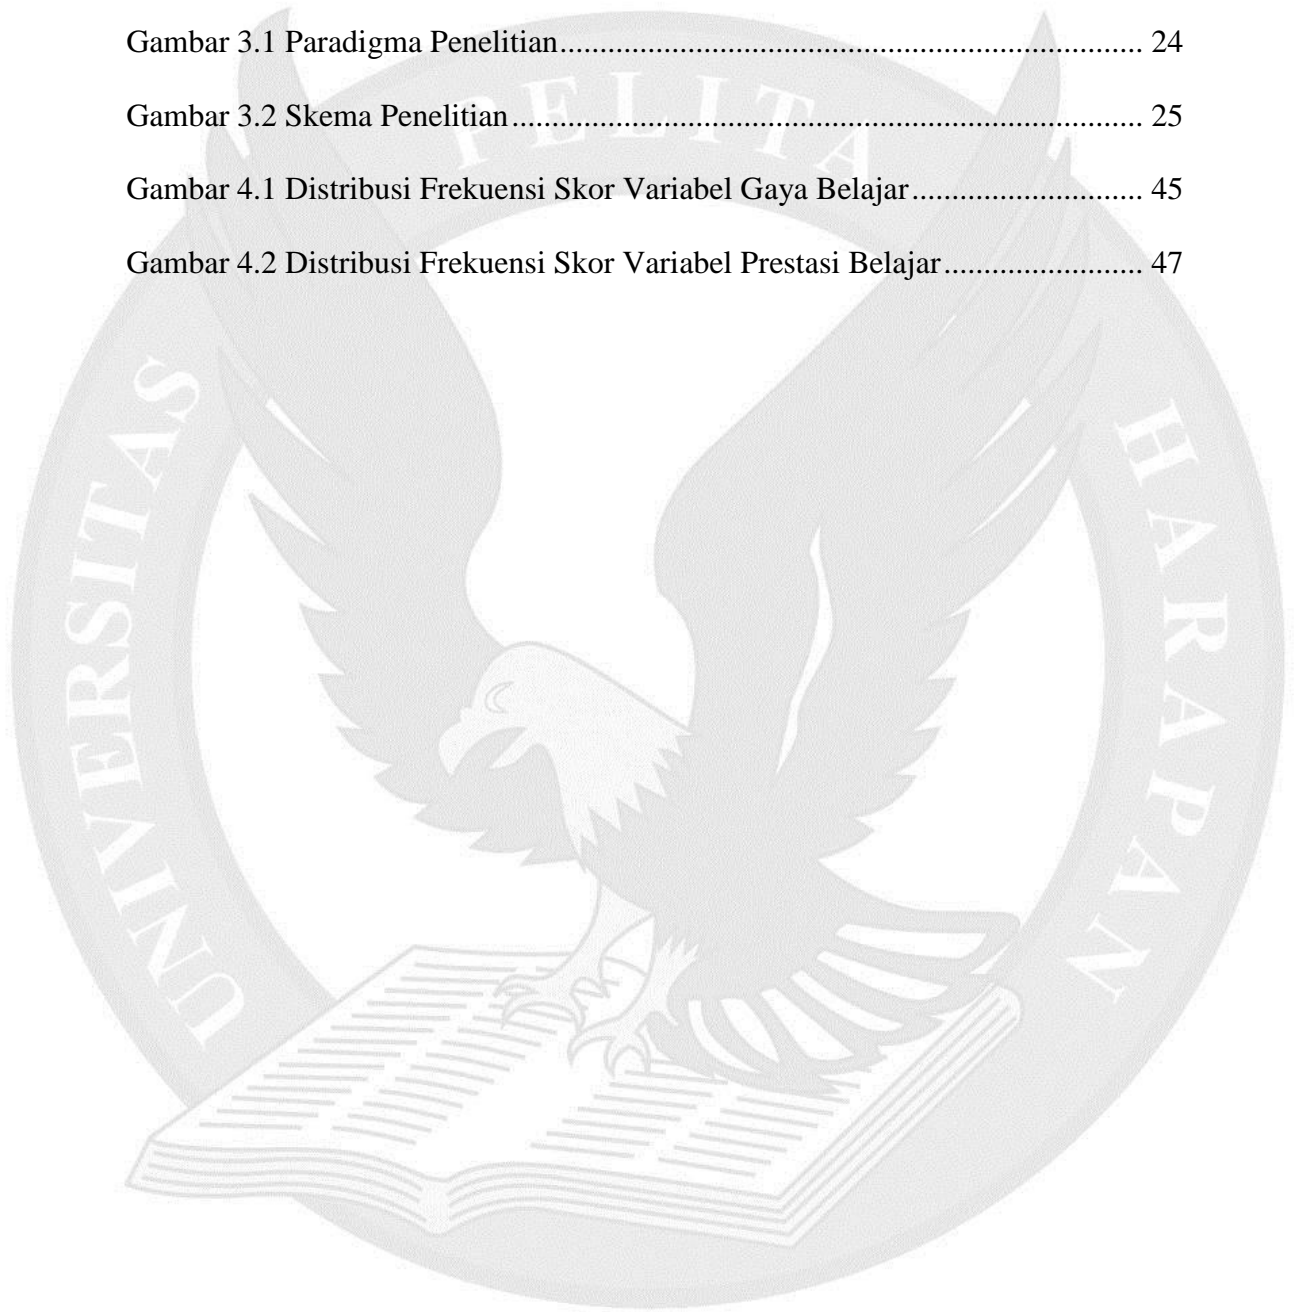 Gambar 3.1 Paradigma Penelitian.......................................................................... 24
Gambar 3.2 Skema Penelitian................................................................................ 25
Gambar 4.1 Distribusi Frekuensi Skor Variabel Gaya Belajar............................. 45
Gambar 4.2 Distribusi Frekuensi Skor Variabel Prestasi Belajar......................... 47
UNIVERSITAS PELITA HARAPAN